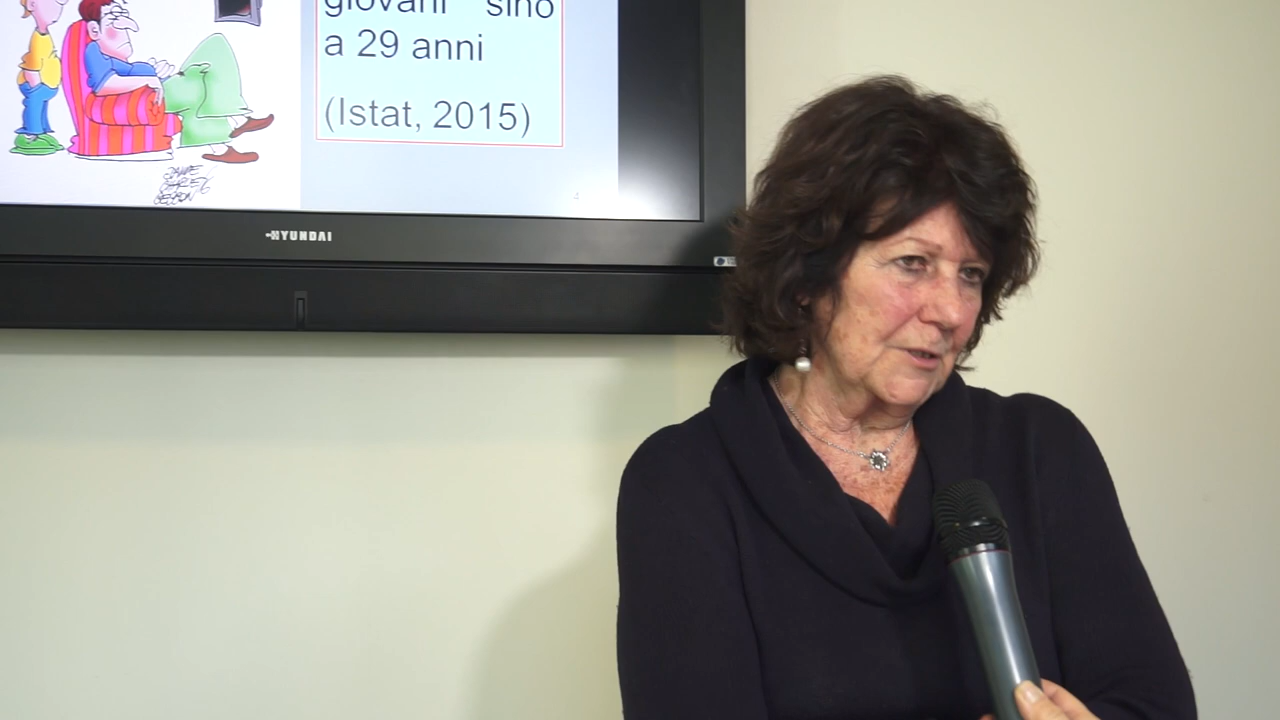 giovani sino
a 29 anni
(Istat, 2015)
HYUNDAI